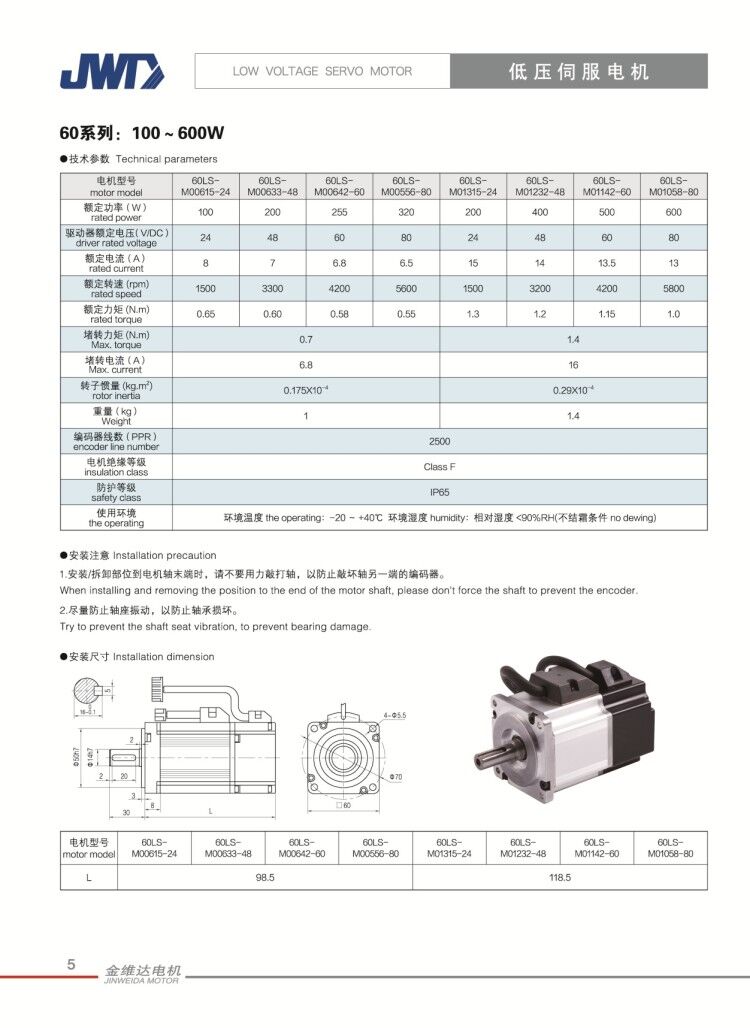 JWD
LOW VOLTAGE SERVO MOTOR
低压伺服电机
60系列：100 ~ 600W
●技术参数 Technical parameters
电机型号 60LS- 60LS- 60LS- 60LS- 60LS- 60LS- 60LS- 60LS-
motor model M00615-24 M00633-48 M00642-60 M00556-80 M01315-24 M01232-48 M01142-60 M01058-80
额定功率（W）
rated power 100 200 255 320 200 400 500 600
驱动器额定电压(V/DC)
driver rated voltage 24 48 60 80 24 48 60 80
额定电流（A）
rated current 8 7 6.8 6.5 15 14 13.5 13
额定转速 (rpm)
rated speed 1500 3300 4200 5600 1500 3200 4200 5800
额定力矩 (N.m)
rated torque 0.65 0.60 0.58 0.55 1.3 1.2 1.15 1.0
堵转力矩 (N.m)
Max. torque 0.7 1.4
堵转电流（A）
Max. current 6.8 16
转子惯量 (kg.m²)
rotor inertia 0.175X10⁻⁴ 0.29X10⁻⁴
重量（kg）
Weight 1 1.4
编码器线数（PPR）
encoder line number 2500
电机绝缘等级
insulation class Class F
防护等级
safety class IP65
使用环境
the operating 环境温度 the operating: -20 ~ +40℃ 环境湿度 humidity: 相对湿度 <90%RH(不结霜条件 no dewing)
●安装注意 Installation precaution
1.安装/拆卸部位到电机轴末端时，请不要用力敲打轴，以防止敲坏轴另一端的编码器。
When installing and removing the position to the end of the motor shaft, please don't force the shaft to prevent the encoder.
2.尽量防止轴座振动，以防止轴承损坏。
Try to prevent the shaft seat vibration, to prevent bearing damage.
●安装尺寸 Installation dimension
5
0
16-0.1
4-Φ5.5
2
Φ50h7
Φ14h7
2 20
3
8
30
L
Φ70
□60
电机型号 60LS- 60LS- 60LS- 60LS- 60LS- 60LS- 60LS- 60LS-
motor model M00615-24 M00633-48 M00642-60 M00556-80 M01315-24 M01232-48 M01142-60 M01058-80
L 98.5 118.5
5
金维达电机
JINWEIDA MOTOR